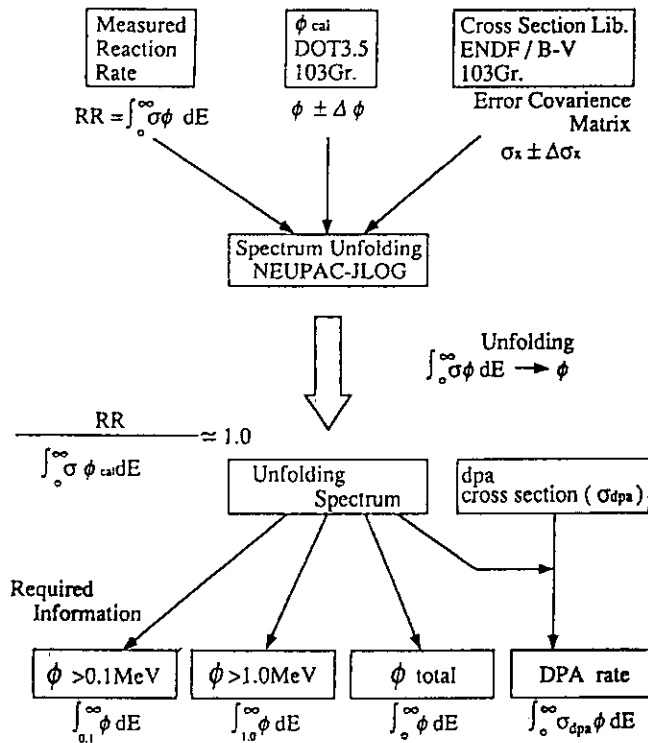 Measured
Reaction
Rate
ϕ cal
DOT3.5
103Gr.
Cross Section Lib.
ENDF / B-V
103Gr.
RR = ∫₀^∞ σϕ dE
ϕ ± Δ ϕ
Error Covarience
Matrix
σx ± Δσx
Spectrum Unfolding
NEUPAC-JLOG
Unfolding
∫₀^∞ σϕ dE → ϕ
RR
≃ 1.0
∫₀^∞ σ ϕ cal dE
Unfolding
Spectrum
dpa
cross section ( σdpa )
Required
Information
ϕ >0.1MeV
ϕ >1.0MeV
ϕ total
DPA rate
∫₀.₁^∞ ϕ dE
∫₁.₀^∞ ϕ dE
∫₀^∞ ϕ dE
∫₀^∞ σdpa ϕ dE